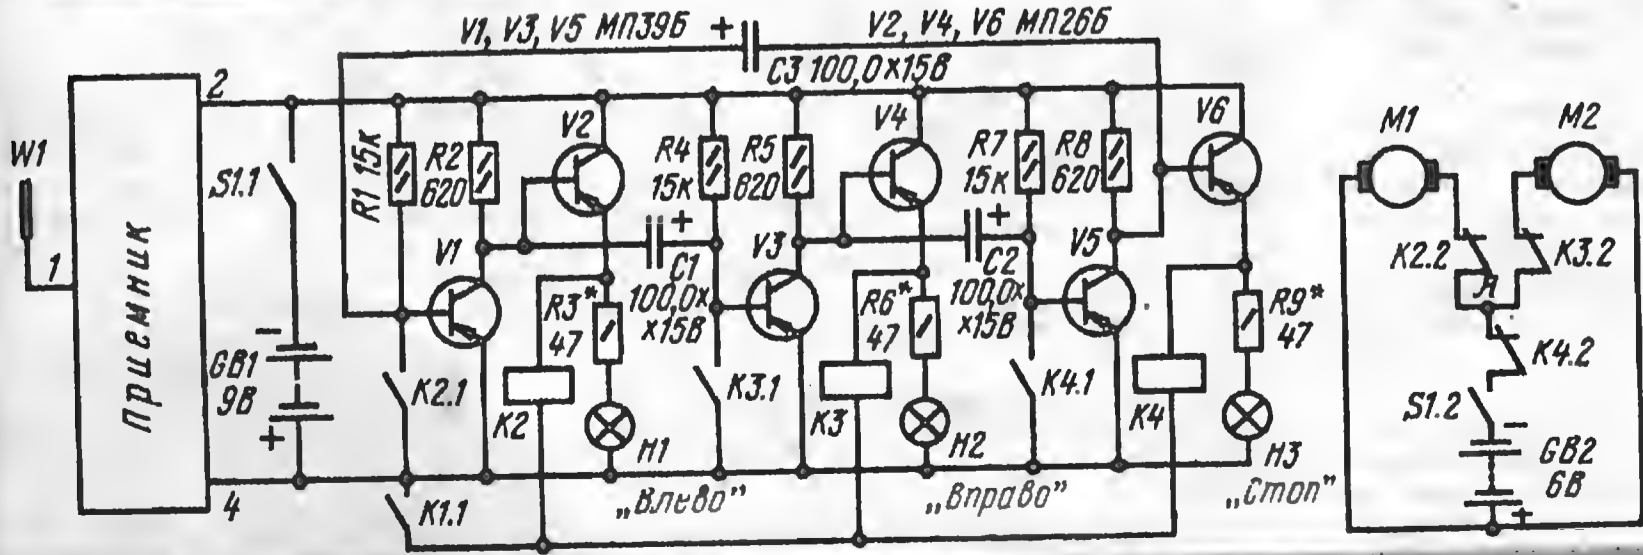 V1, V3, V5 МП39Б
+
V2, V4, V6 МП26Б
С3 100,0×15В
2
W1
1
Приемник
4
S1.1
−
GB1
9В
+
R1 15к
R2
620
V2
V1
K2.1
K1.1
С1
100,0×
×15В
+
R3*
47
K2
H1
„Влево”
R4
15к
R5
820
V4
V3
K3.1
С2
100,0×
×15В
+
R6*
47
K3
H2
„Вправо”
R7
15к
R8
620
V6
V5
K4.1
R9*
47
K4
H3
„Стоп”
M1
M2
K2.2
K3.2
Я
K4.2
S1.2
−
GB2
6В
+